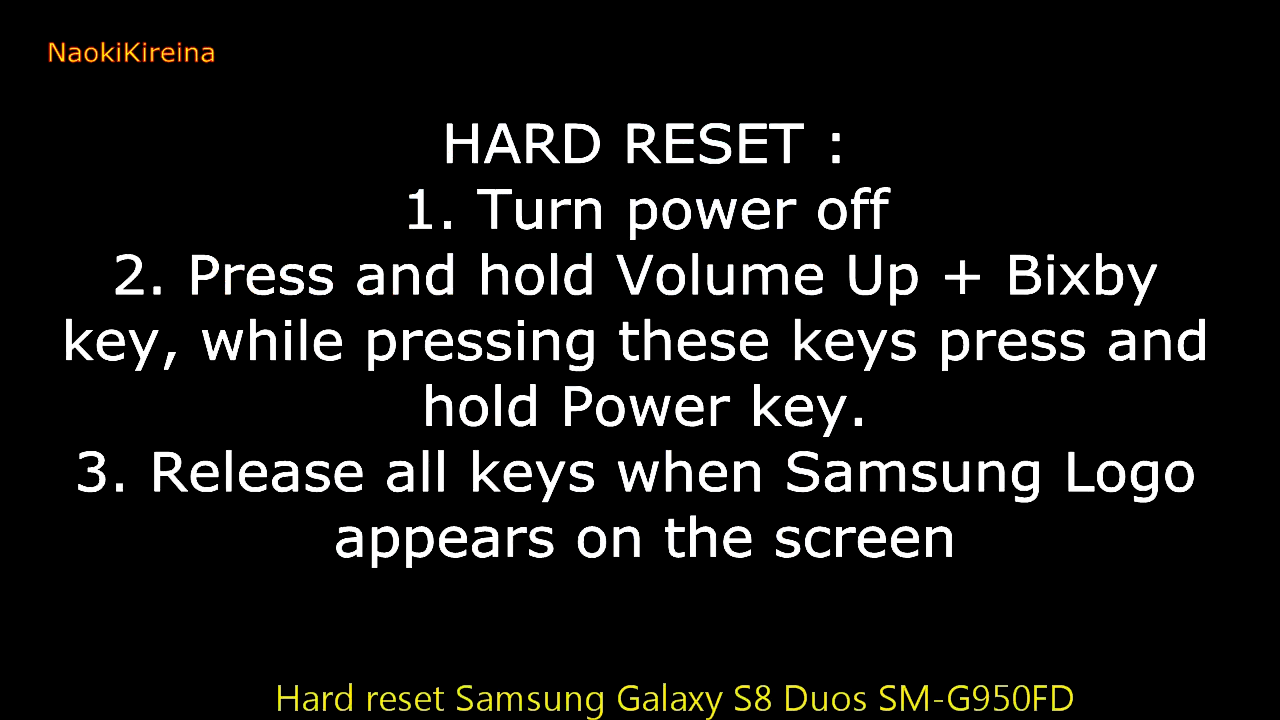 NaokiKireina
HARD RESET :
1. Turn power off
2. Press and hold Volume Up + Bixby
key, while pressing these keys press and
hold Power key.
3. Release all keys when Samsung Logo
appears on the screen
Hard reset Samsung Galaxy S8 Duos SM-G950FD